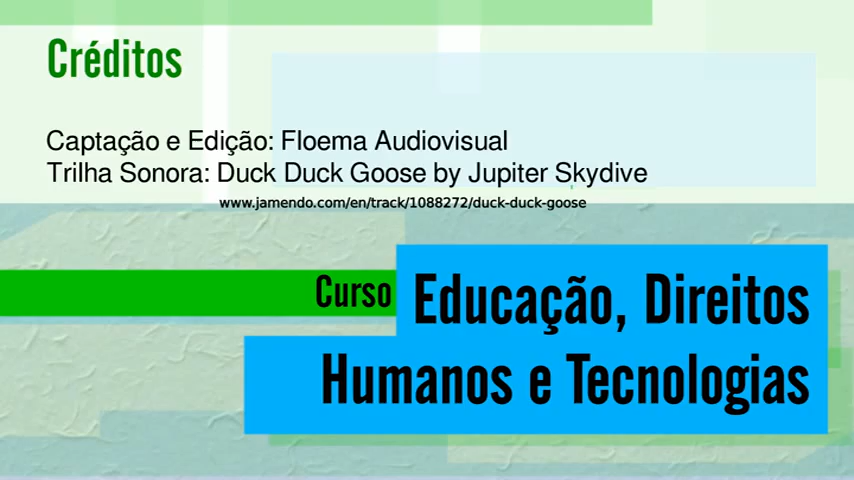 Créditos
Captação e Edição: Floema Audiovisual
Trilha Sonora: Duck Duck Goose by Jupiter Skydive
www.jamendo.com/en/track/1088272/duck-duck-goose
Curso Educação, Direitos
Humanos e Tecnologias